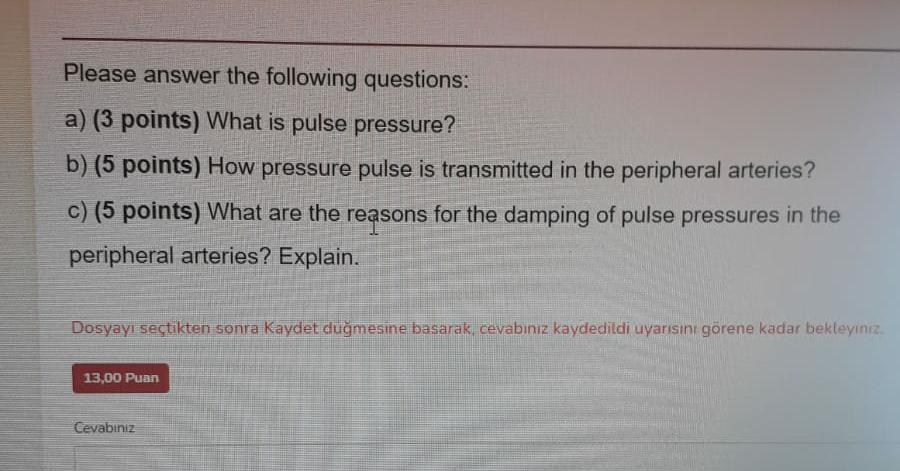 Please answer the following questions:
a) (3 points) What is pulse pressure?
b) (5 points) How pressure pulse is transmitted in the peripheral arteries?
c) (5 points) What are the reasons for the damping of pulse pressures in the
peripheral arteries? Explain.
Dosyayı seçtikten sonra Kaydet düğmesine basarak, cevabınız kaydedildi uyarısını görene kadar bekleyiniz.
13,00 Puan
Cevabınız